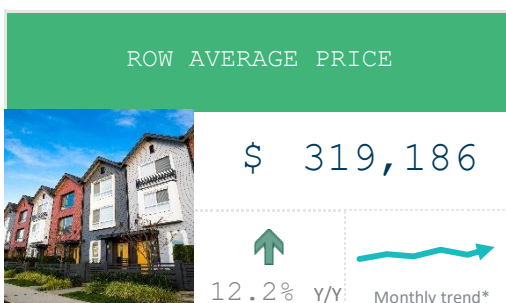 ROW AVERAGE PRICE
$ 319,186
12.2% Y/Y
Monthly trend*